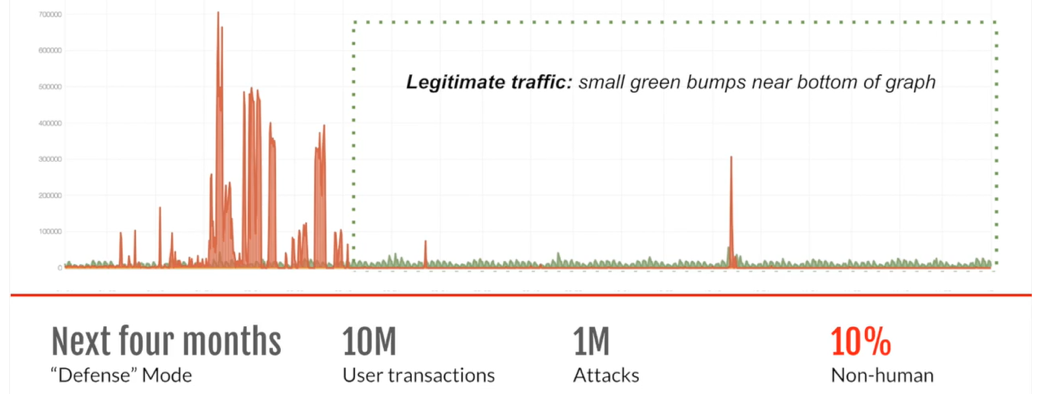 700000
600000
Legitimate traffic: small green bumps near bottom of graph
500000
400000
300000
200000
100000
0
Next four months
10M
1M
10%
"Defense" Mode
User transactions
Attacks
Non-human